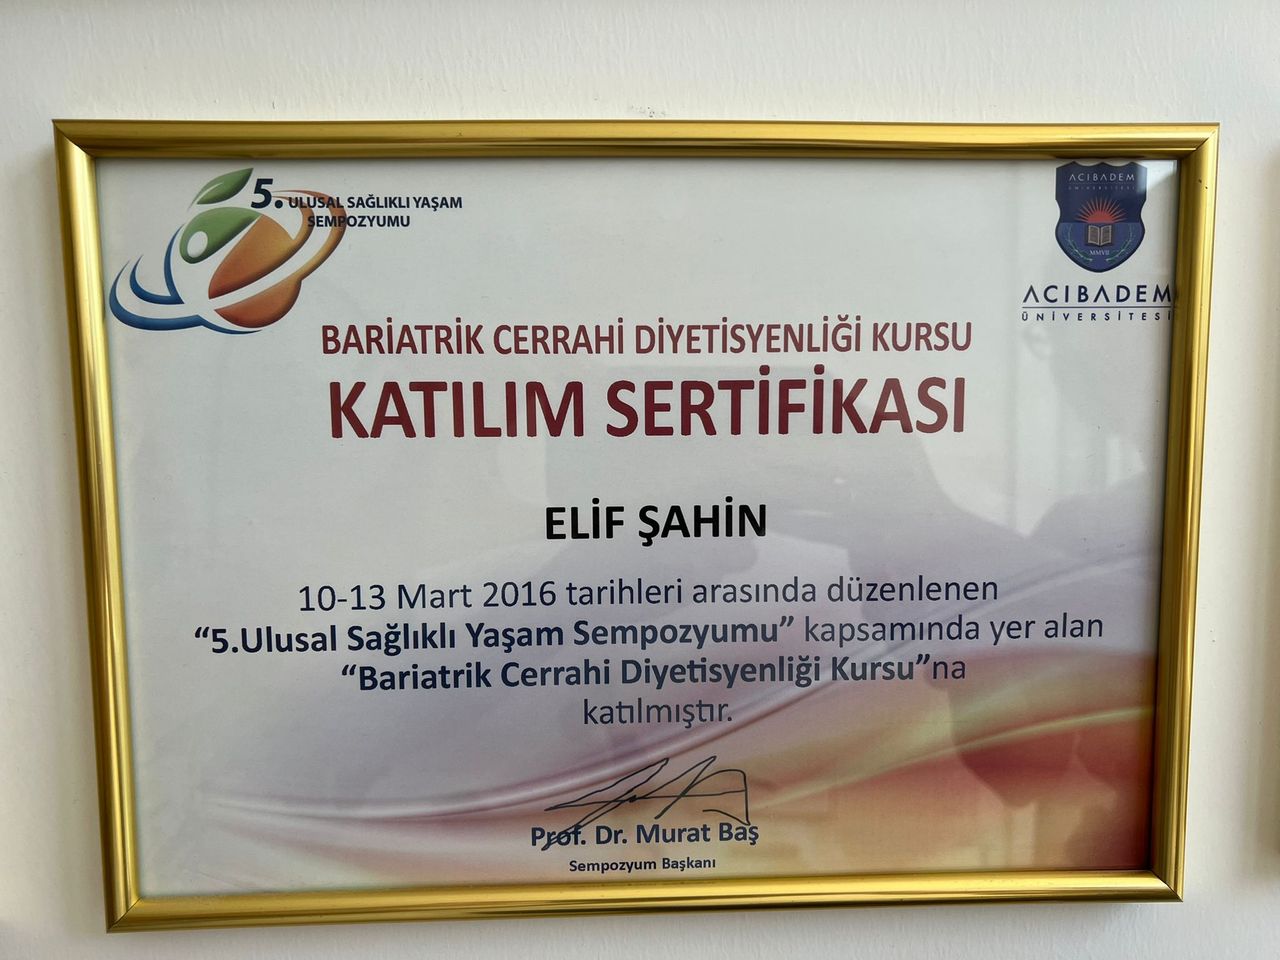 5. ULUSAL SAĞLIKLI YAŞAM
SEMPOZYUMU
ACIBADEM
ÜNİVERSİTESİ
MMVII
ACIBADEM
ÜNİVERSİTESİ
BARİATRİK CERRAHİ DİYETİSYENLİĞİ KURSU
KATILIM SERTİFİKASI
ELİF ŞAHİN
10-13 Mart 2016 tarihleri arasında düzenlenen
“5.Ulusal Sağlıklı Yaşam Sempozyumu” kapsamında yer alan
“Bariatrik Cerrahi Diyetisyenliği Kursu”na
katılmıştır.
Prof. Dr. Murat Baş
Sempozyum Başkanı